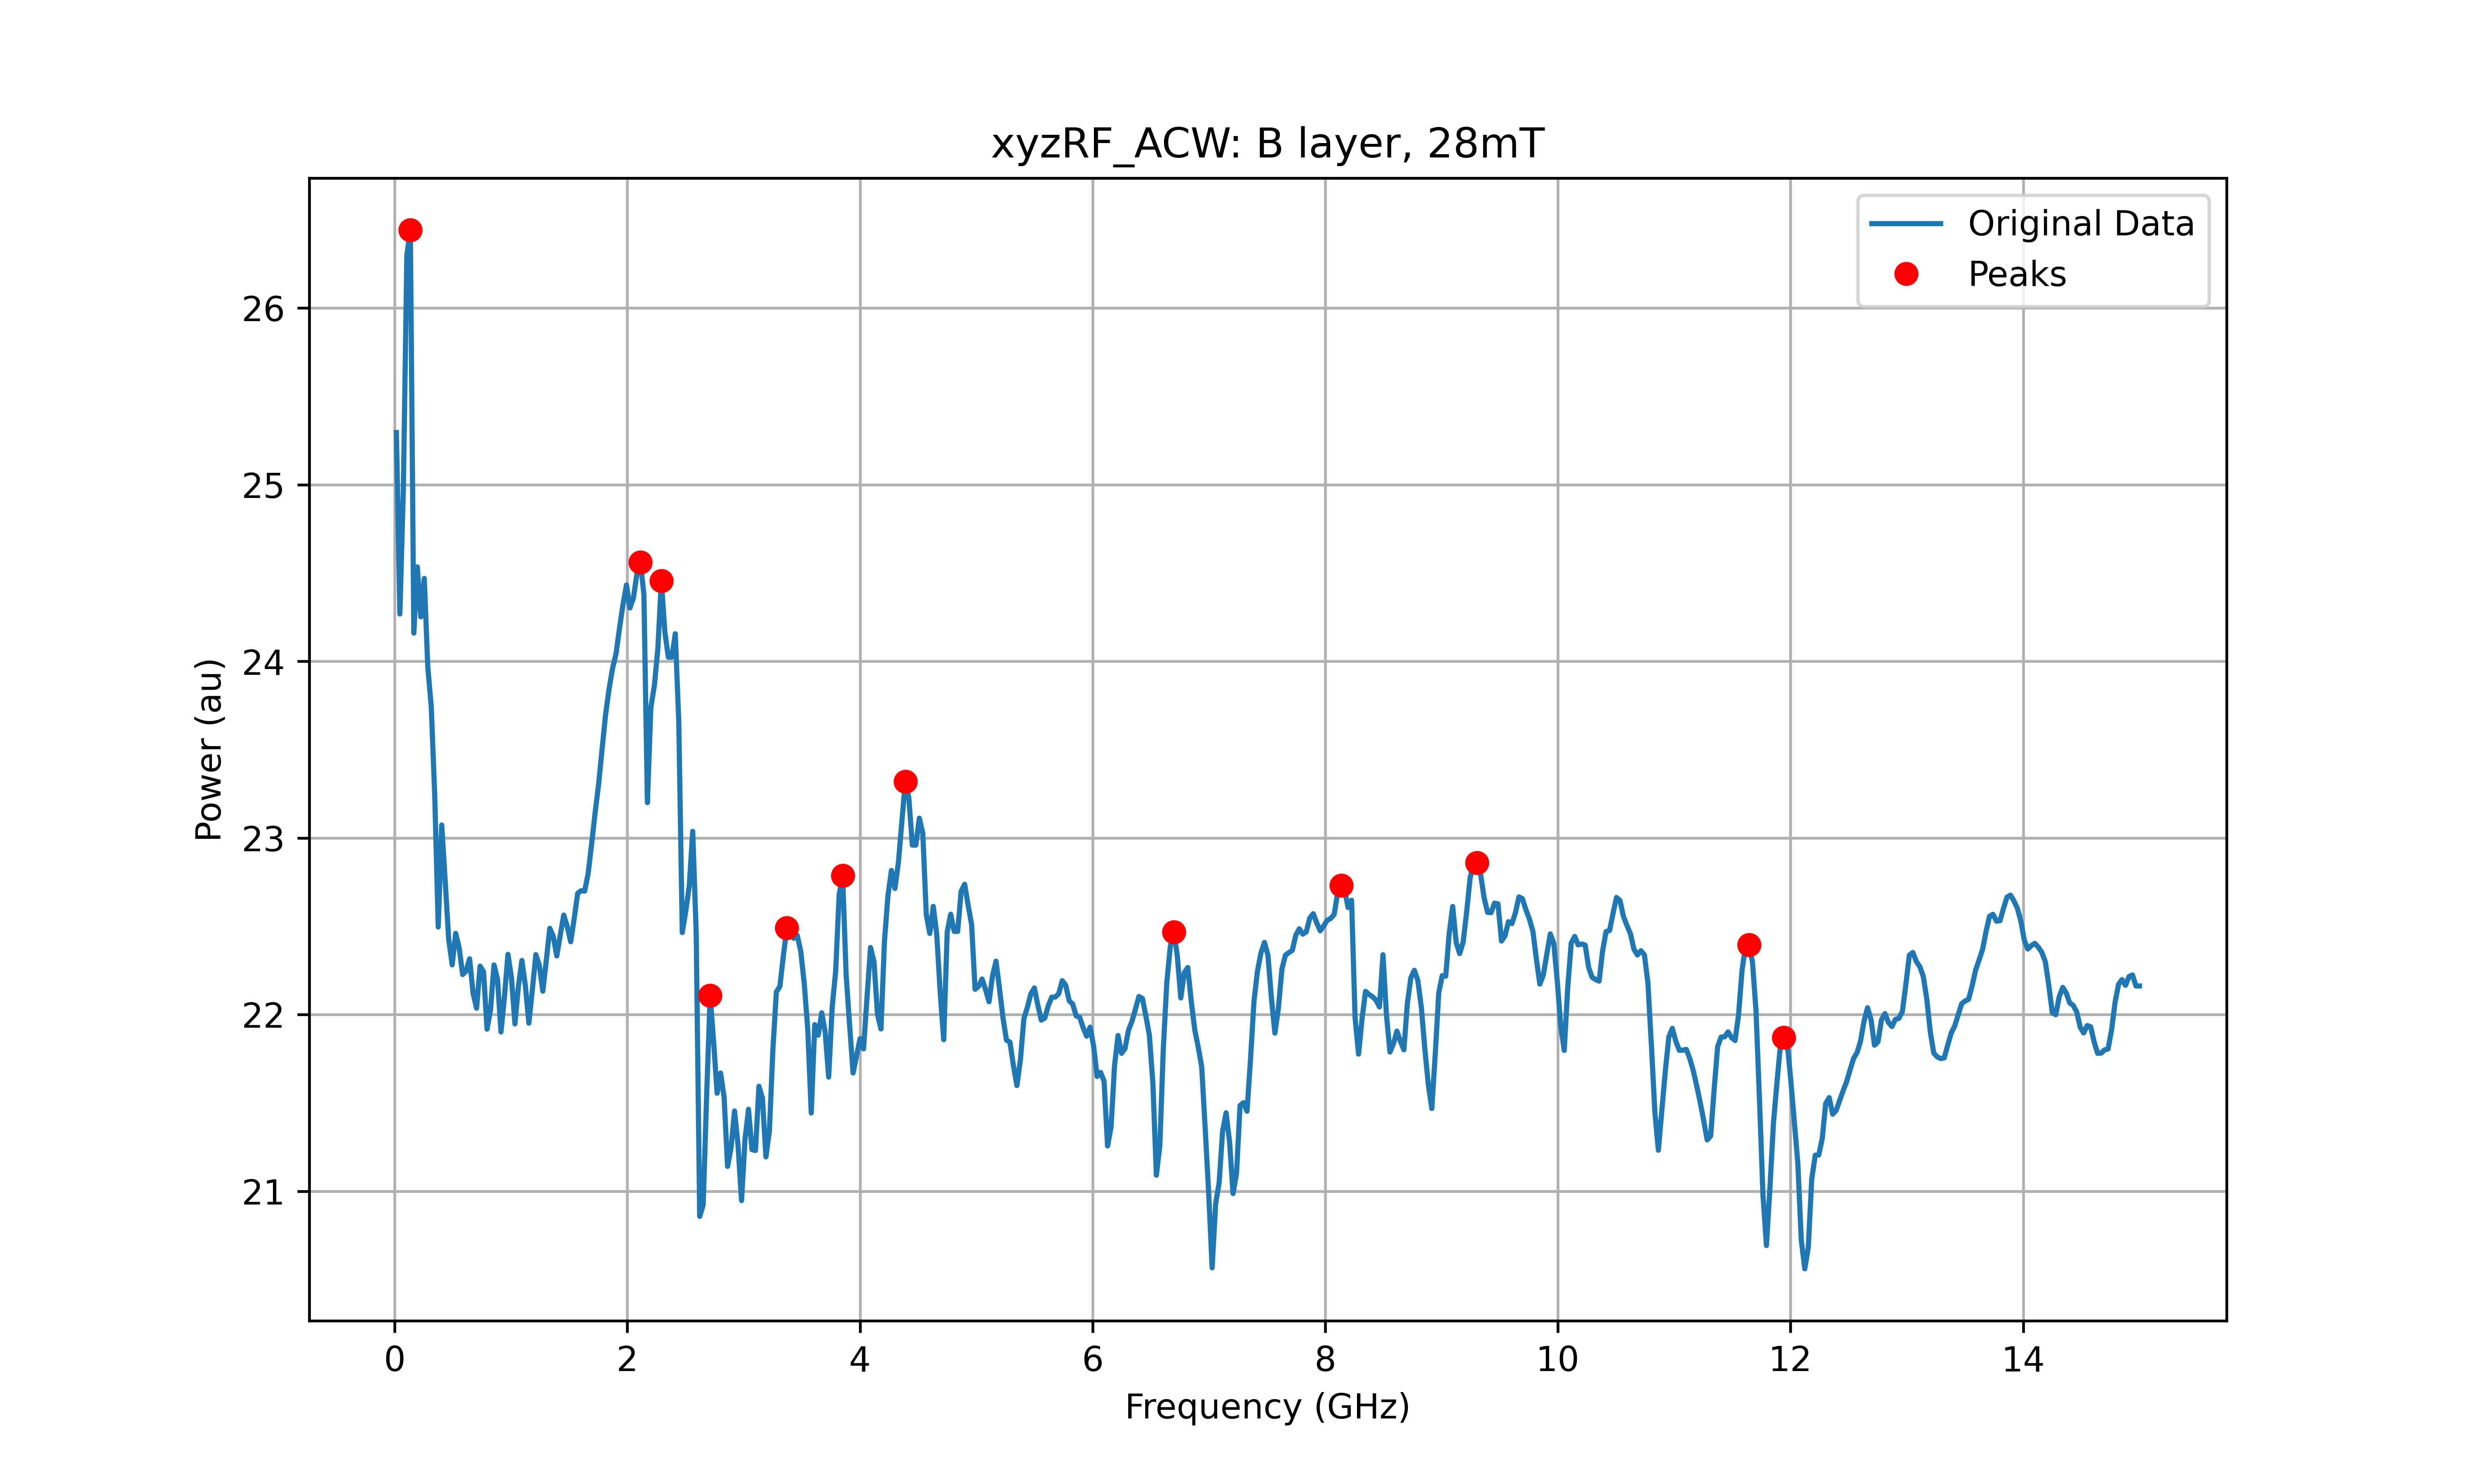 xyzRF_ACW: B layer, 28mT
Original Data
Peaks
26
25
24
23
22
21
Power (au)
0 2 4 6 8 10 12 14
Frequency (GHz)